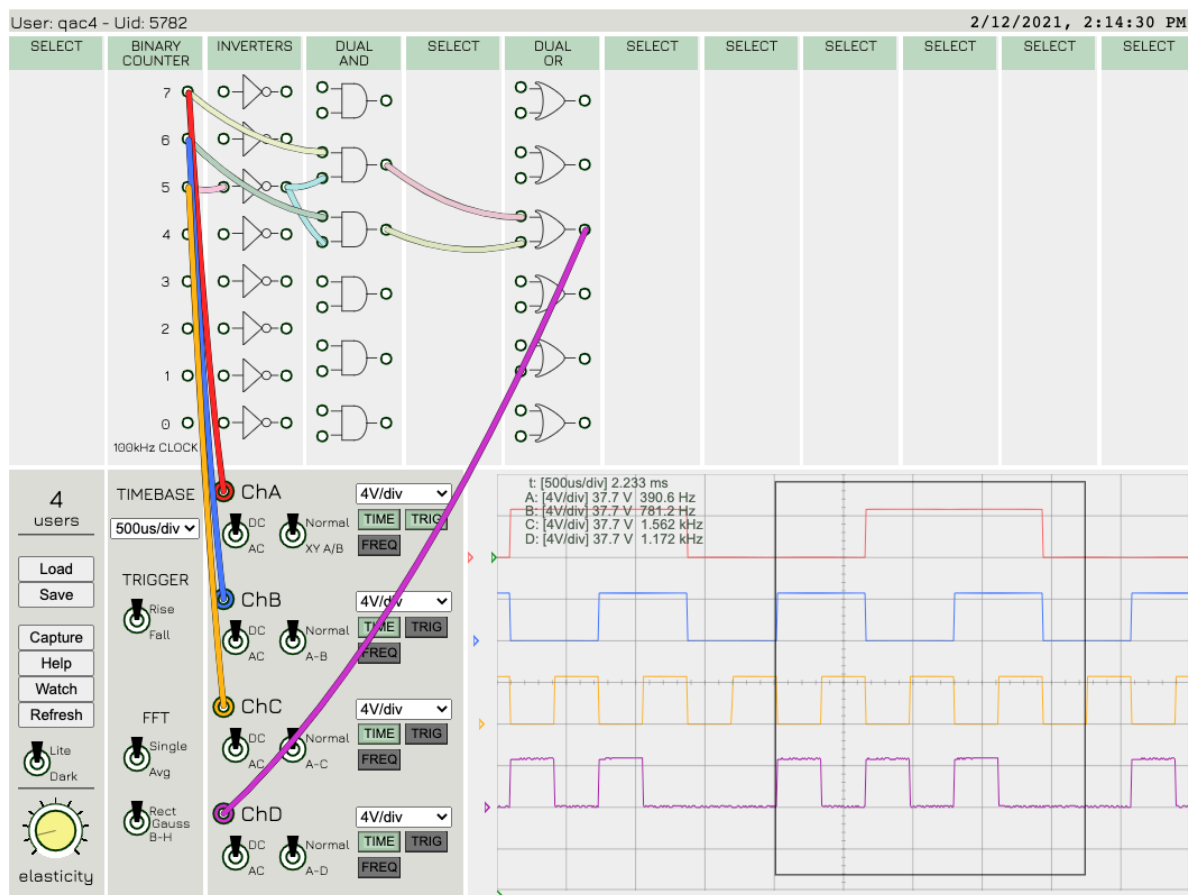 User: qac4 - Uid: 5782
2/12/2021, 2:14:30 PM
SELECT
BINARY
COUNTER
INVERTERS
DUAL
AND
SELECT
DUAL
OR
SELECT
SELECT
SELECT
SELECT
SELECT
SELECT
7
6
5
4
3
2
1
0
100kHz CLOCK
4
users
Load
Save
Capture
Help
Watch
Refresh
Lite
Dark
elasticity
TIMEBASE
500us/div
TRIGGER
Rise
Fall
FFT
Single
Avg
Rect
Gauss
B-H
ChA
4V/div
DC
AC
Normal
XY A/B
TIME
TRIG
FREQ
ChB
4V/div
DC
AC
Normal
A-B
TIME
TRIG
FREQ
ChC
4V/div
DC
AC
Normal
A-C
TIME
TRIG
FREQ
ChD
4V/div
DC
AC
Normal
A-D
TIME
TRIG
FREQ
t: [500us/div] 2.233 ms
A: [4V/div] 37.7 V 390.6 Hz
B: [4V/div] 37.7 V 781.2 Hz
C: [4V/div] 37.7 V 1.562 kHz
D: [4V/div] 37.7 V 1.172 kHz